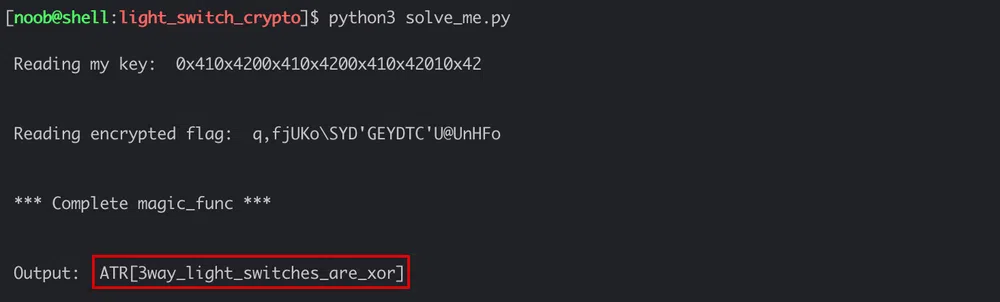 [noob@shell:light_switch_crypto]$ python3 solve_me.py
Reading my key: 0x410x4200x410x4200x410x42010x42
Reading encrypted flag: q,fjUKo\SYD'GEYDTC'U@UnHFo
*** Complete magic_func ***
Output: ATR[3way_light_switches_are_xor]